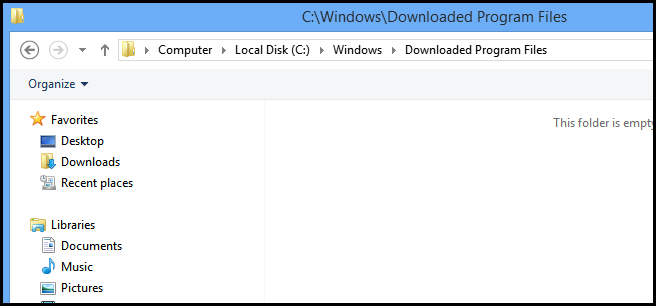 C:\Windows\Downloaded Program Files
Computer Local Disk (C:) Windows Downloaded Program Files
Organize
Favorites
This folder is empty
Desktop
Downloads
Recent places
Libraries
Documents
Music
Pictures